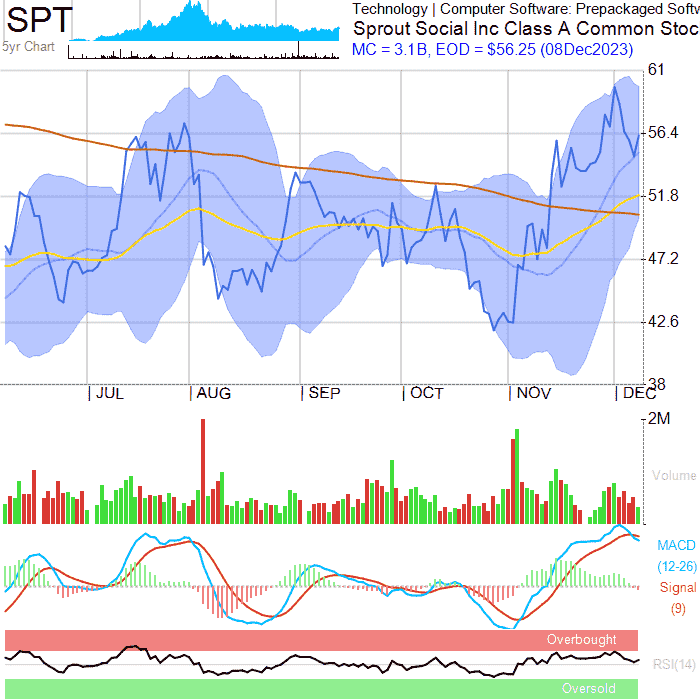 SPT
5yr Chart
Technology | Computer Software: Prepackaged Softw
Sprout Social Inc Class A Common Stoc
MC = 3.1B, EOD = $56.25 (08Dec2023)
61
56.4
51.8
47.2
42.6
38
| JUL | AUG | SEP | OCT | NOV | DEC
2M
Volume
MACD
(12-26)
Signal
(9)
Overbought
RSI(14)
Oversold